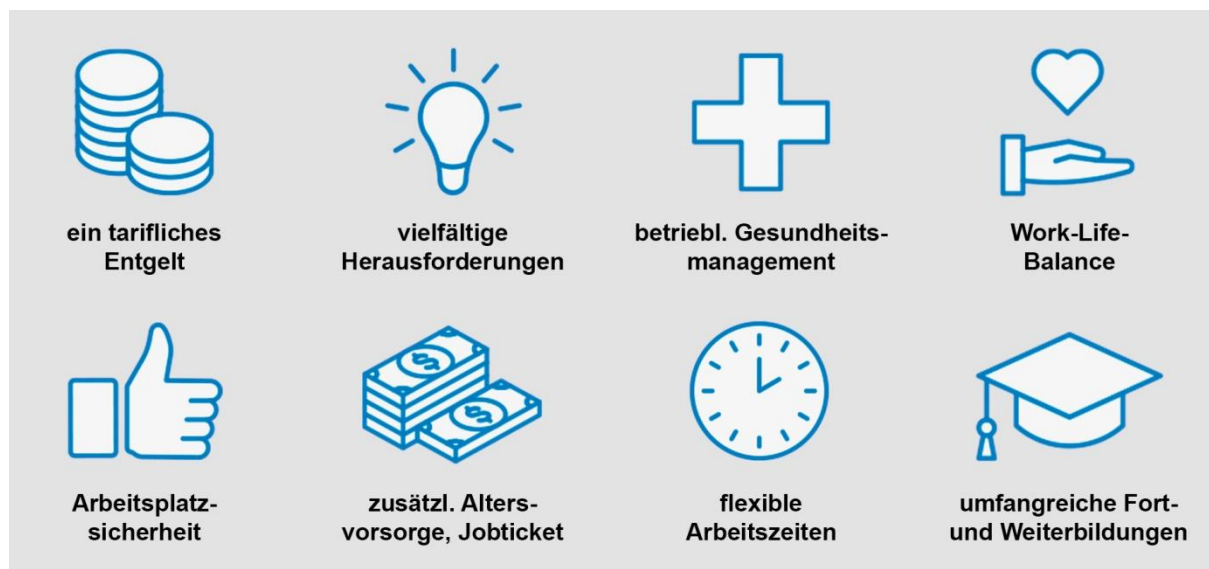 ein tarifliches
Entgelt
vielfältige
Herausforderungen
betriebl. Gesundheits-
management
Work-Life-
Balance
Arbeitsplatz-
sicherheit
zusätzl. Alters-
vorsorge, Jobticket
flexible
Arbeitszeiten
umfangreiche Fort-
und Weiterbildungen